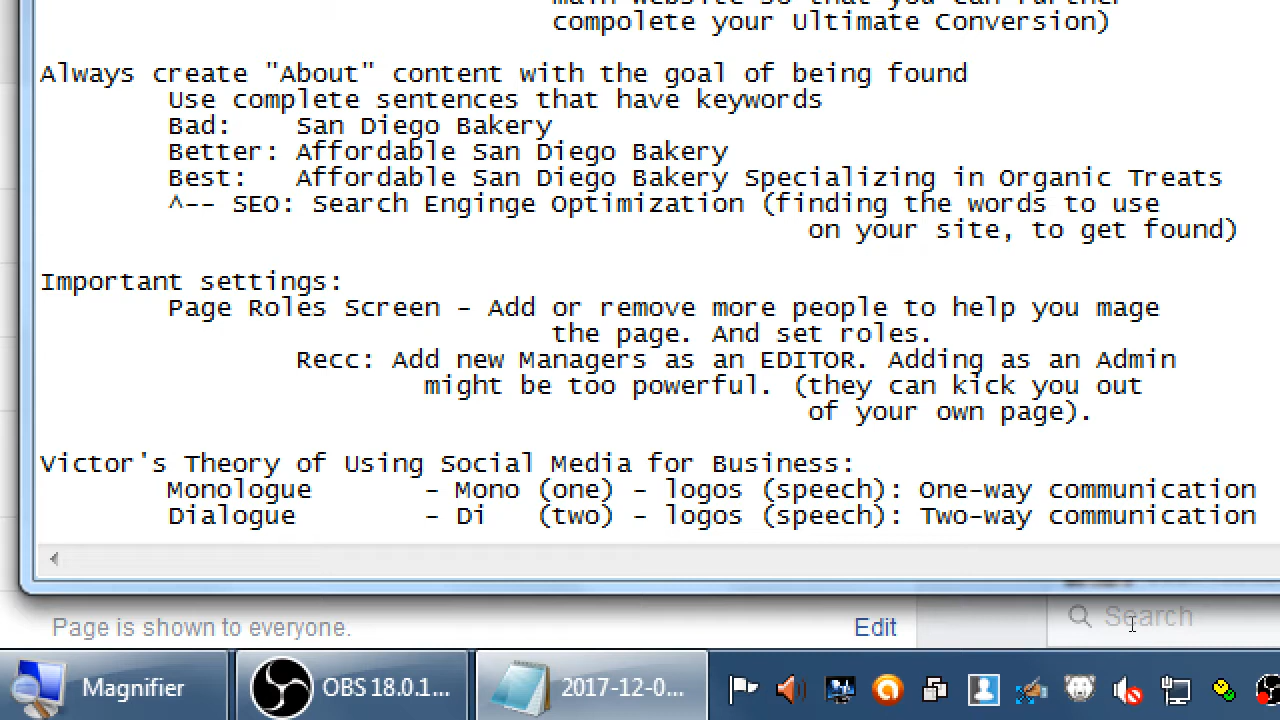 main website so that you can further
compolete your Ultimate Conversion)
Always create "About" content with the goal of being found
Use complete sentences that have keywords
Bad: San Diego Bakery
Better: Affordable San Diego Bakery
Best: Affordable San Diego Bakery Specializing in Organic Treats
^-- SEO: Search Enginge Optimization (finding the words to use
on your site, to get found)
Important settings:
Page Roles Screen - Add or remove more people to help you mage
the page. And set roles.
Recc: Add new Managers as an EDITOR. Adding as an Admin
might be too powerful. (they can kick you out
of your own page).
Victor's Theory of Using Social Media for Business:
Monologue - Mono (one) - logos (speech): One-way communication
Dialogue - Di (two) - logos (speech): Two-way communication
Page is shown to everyone. Edit
Search
Magnifier OBS 18.0.1... 2017-12-0...